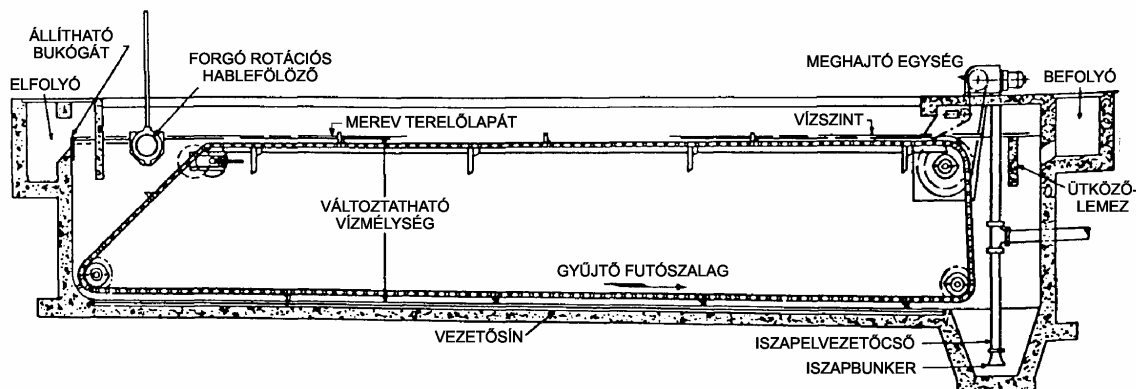 ÁLLÍTHATÓ
BUKÓGÁT
ELFOLYÓ
FORGÓ ROTÁCIÓS
HABLEFÖLÖZŐ
MEGHAJTÓ EGYSÉG
BEFOLYÓ
MEREV TERELŐLAPÁT
VÍZSZINT
ÜTKÖZŐ-
LEMEZ
VÁLTOZTATHATÓ
VÍZMÉLYSÉG
GYŰJTŐ FUTÓSZALAG
VEZETŐSÍN
ISZAPELVEZETŐCSŐ
ISZAPBUNKER